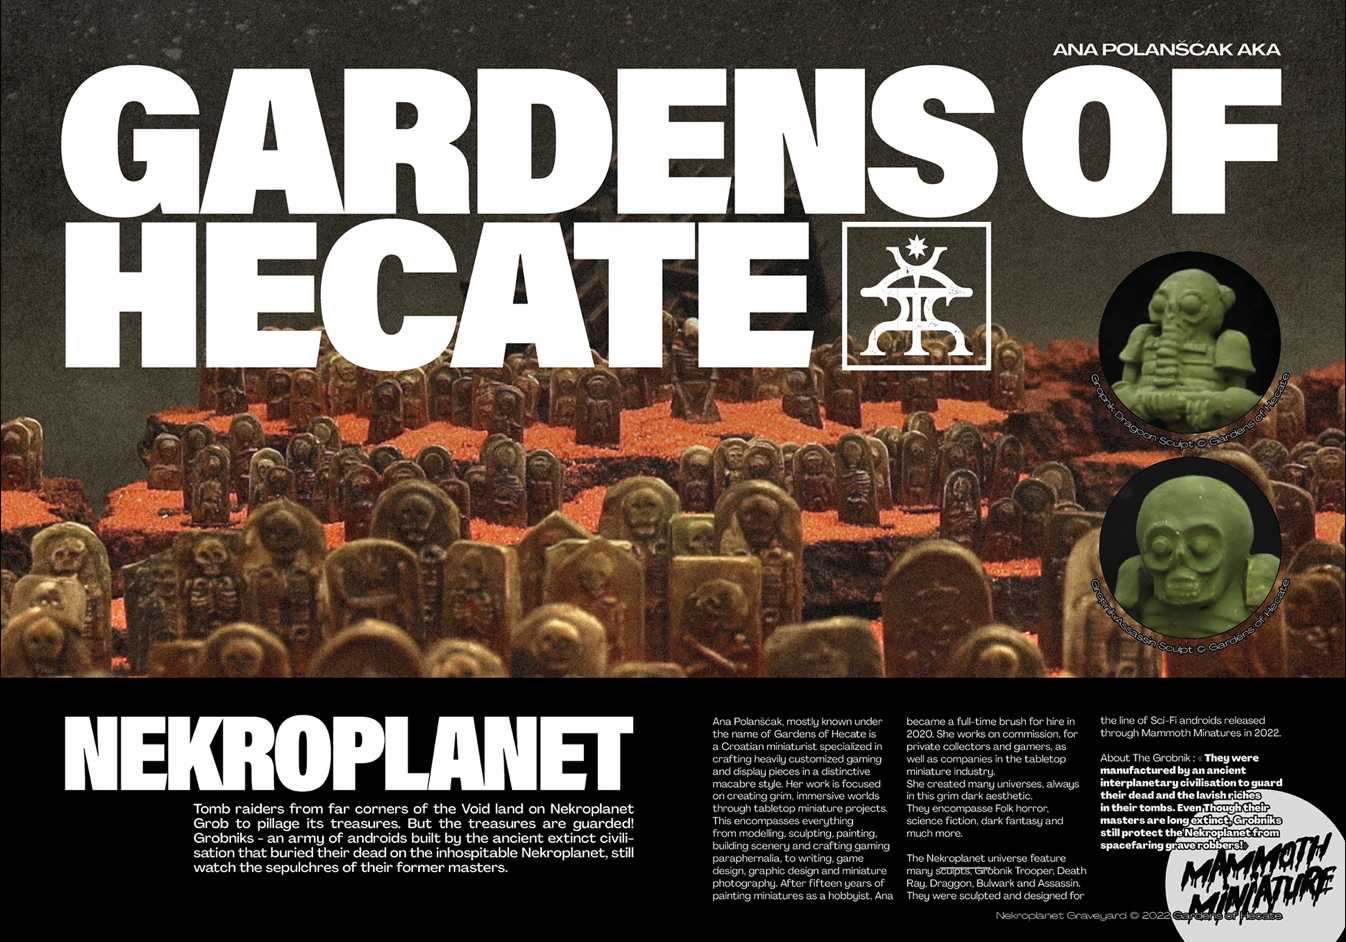 ANA POLANŠĆAK AKA
GARDENS OF
HECATE
Gropnik Dragoon Sculpt © Gardens of Hecate
Gropnik Assassin Sculpt © Gardens of Hecate
NEKROPLANET
Tomb raiders from far corners of the Void land on Nekroplanet
Grob to pillage its treasures. But the treasures are guarded!
Grobniks - an army of androids built by the ancient extinct civili-
sation that buried their dead on the inhospitable Nekroplanet, still
watch the sepulchres of their former masters.
Ana Polanšćak, mostly known under
the name of Gardens of Hecate is
a Croatian miniaturist specialized in
crafting heavily customized gaming
and display pieces in a distinctive
macabre style. Her work is focused
on creating grim, immersive worlds
through tabletop miniature projects.
This encompasses everything
from modelling, sculpting, painting,
building scenery and crafting gaming
paraphernalia, to writing, game
design, graphic design and miniature
photography. After fifteen years of
painting miniatures as a hobbyist, Ana
became a full-time brush for hire in
2020. She works on commission, for
private collectors and gamers, as
well as companies in the tabletop
miniature industry.
She created many universes, always
in this grim dark aesthetic.
They encompass Folk horror,
science fiction, dark fantasy and
much more.
The Nekroplanet universe feature
many sculpts, Grobnik Trooper, Death
Ray, Draggon, Bulwark and Assassin.
They were sculpted and designed for
the line of Sci-Fi androids released
through Mammoth Minatures in 2022.
About The Grobnik : « They were
manufactured by an ancient
interplanetary civilisation to guard
their dead and the lavish riches
in their tombs. Even Though their
masters are long extinct, Grobniks
still protect the Nekroplanet from
spacefaring grave robbers! »
MAMMOTH
MINIATURE
Nekroplanet Graveyard © 2022 Gardens of Hecate